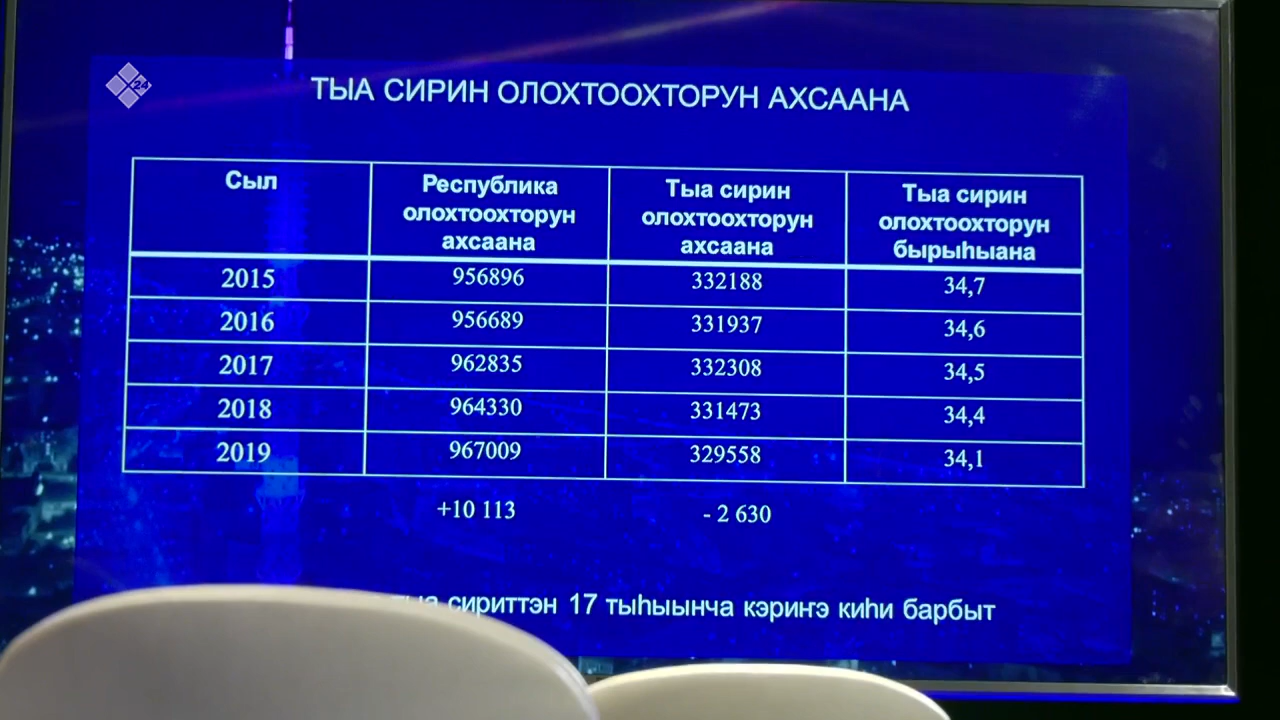 24
ТЫА СИРИН ОЛОХТООХТОРУН АХСААНА
Сыл
Республика
олохтоохторун
ахсаана
Тыа сирин
олохтоохторун
ахсаана
Тыа сирин
олохтоохторун
бырыһыана
2015 956896 332188 34,7
2016 956689 331937 34,6
2017 962835 332308 34,5
2018 964330 331473 34,4
2019 967009 329558 34,1
+10 113 - 2 630
сириттэн 17 тыһыынча кэриҥэ киһи барбыт